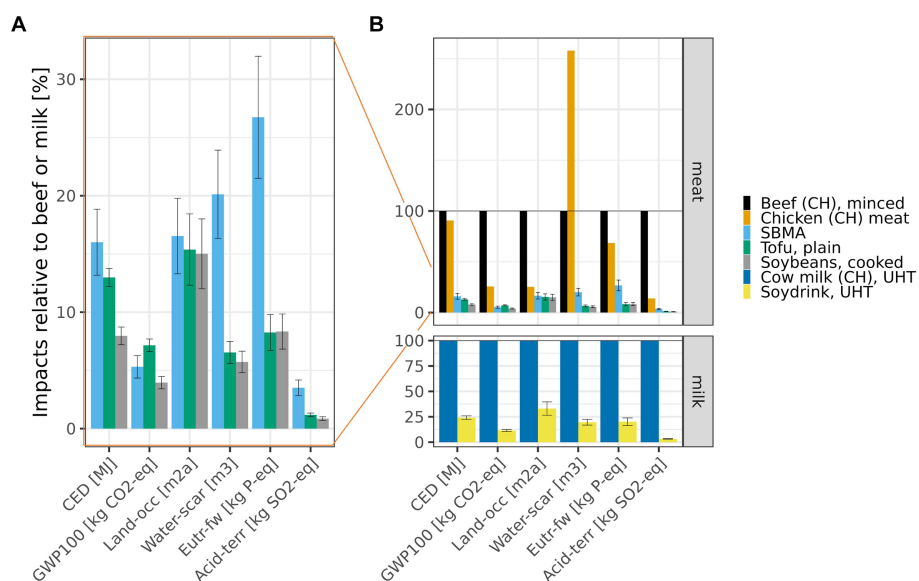 A
Impacts relative to beef or milk [%]
30
20
10
0
CED [MJ]
GWP100 [kg CO2-eq]
Land-occ [m2a]
Water-scar [m3]
Eutr-fw [kg P-eq]
Acid-terr [kg SO2-eq]
B
200
100
0
meat
100
75
50
25
0
milk
CED [MJ]
GWP100 [kg CO2-eq]
Land-occ [m2a]
Water-scar [m3]
Eutr-fw [kg P-eq]
Acid-terr [kg SO2-eq]
Beef (CH), minced
Chicken (CH) meat
SBMA
Tofu, plain
Soybeans, cooked
Cow milk (CH), UHT
Soydrink, UHT